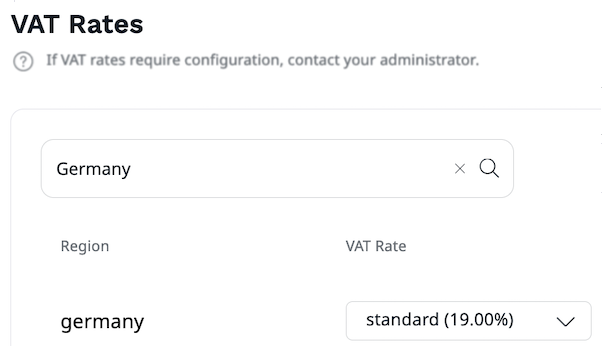 VAT Rates
? If VAT rates require configuration, contact your administrator.
Germany
Region VAT Rate
germany standard (19.00%)